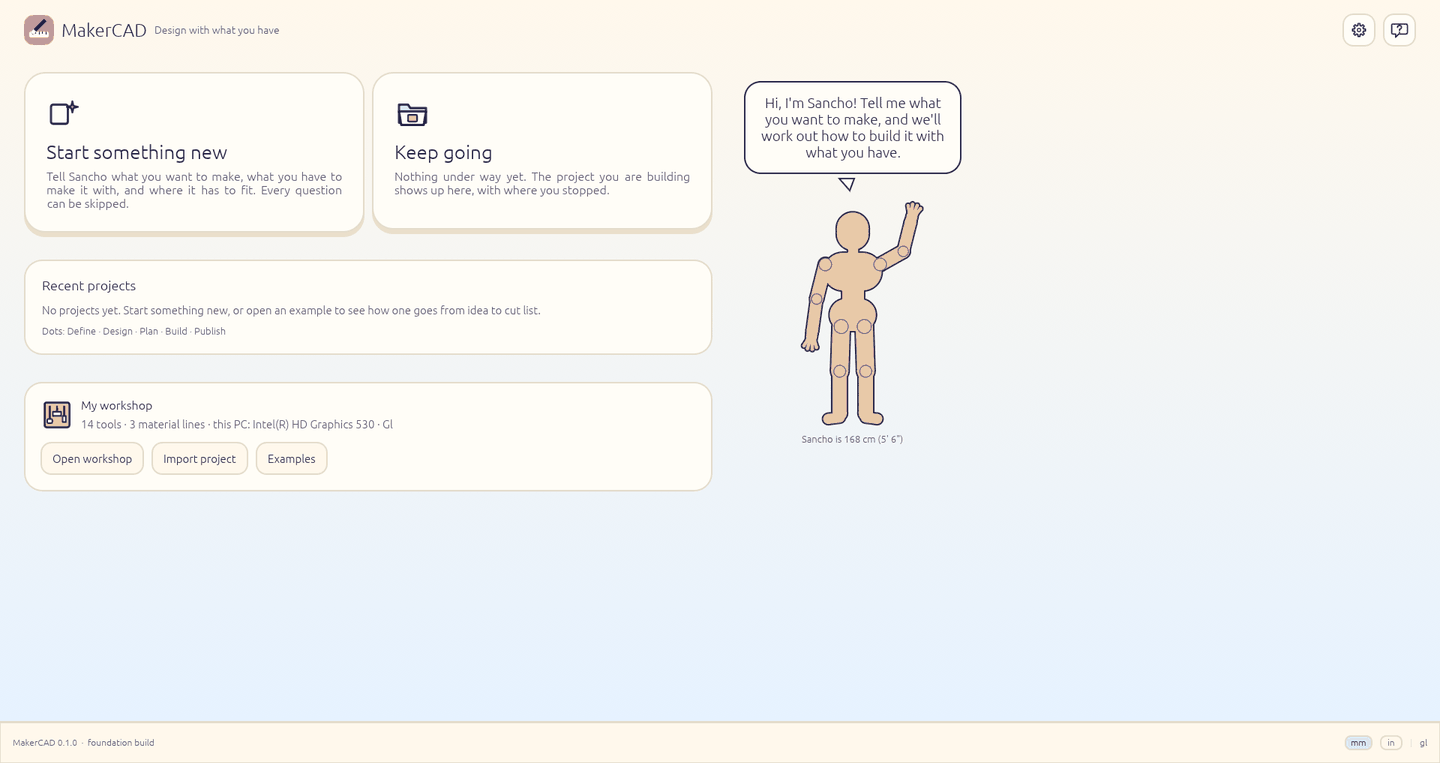 MakerCAD Design with what you have
Start something new
Tell Sancho what you want to make, what you have to
make it with, and where it has to fit. Every question
can be skipped.
Keep going
Nothing under way yet. The project you are building
shows up here, with where you stopped.
Hi, I'm Sancho! Tell me what
you want to make, and we'll
work out how to build it with
what you have.
Recent projects
No projects yet. Start something new, or open an example to see how one goes from idea to cut list.
Dots: Define · Design · Plan · Build · Publish
My workshop
14 tools · 3 material lines · this PC: Intel(R) HD Graphics 530 · Gl
Open workshop Import project Examples
Sancho is 168 cm (5' 6")
MakerCAD 0.1.0 · foundation build
mm in gl